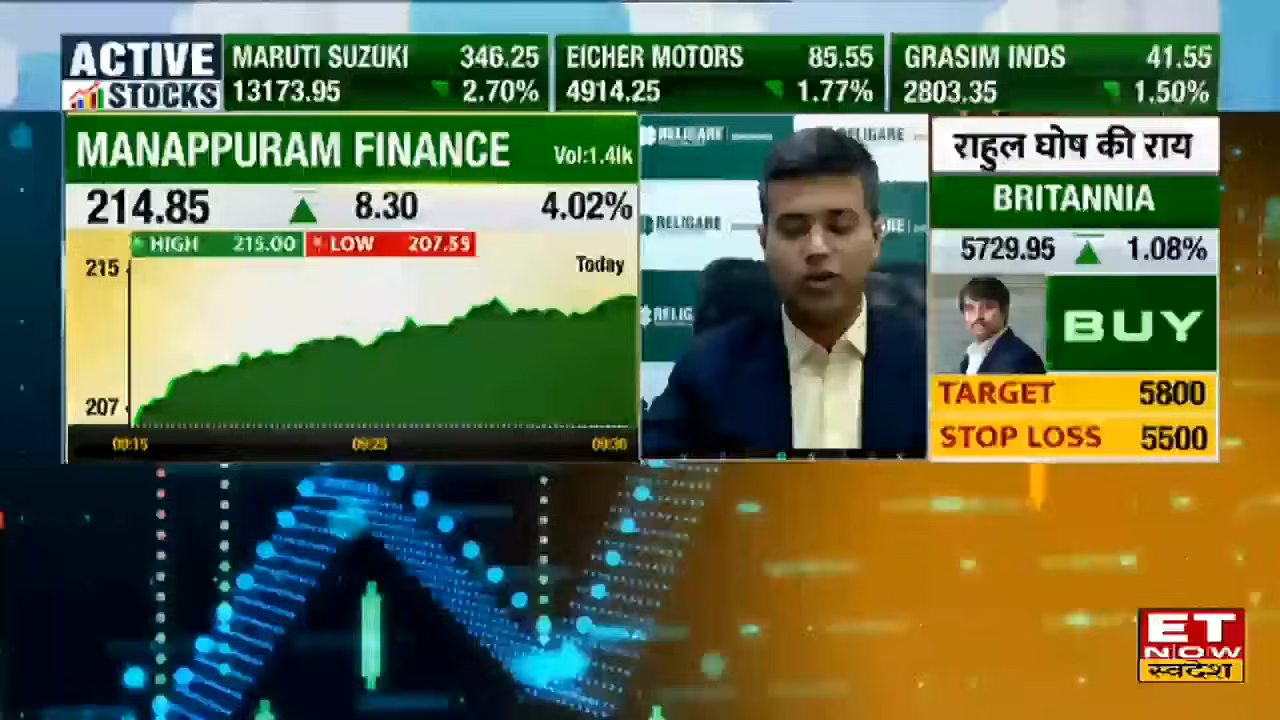 ACTIVE
STOCKS
MARUTI SUZUKI 346.25
13173.95 2.70%
EICHER MOTORS 85.55
4914.25 1.77%
GRASIM INDS 41.55
2803.35 1.50%
MANAPPURAM FINANCE Vol:1.4lk
214.85 8.30 4.02%
HIGH 215.00 LOW 207.55
215 Today
207
09:15 09:25 09:30
RELIGARE
RELIGARE
RELIGARE
RELIG
राहुल घोष की राय
BRITANNIA
5729.95 1.08%
BUY
TARGET 5800
STOP LOSS 5500
ET
NOW
स्वदेश